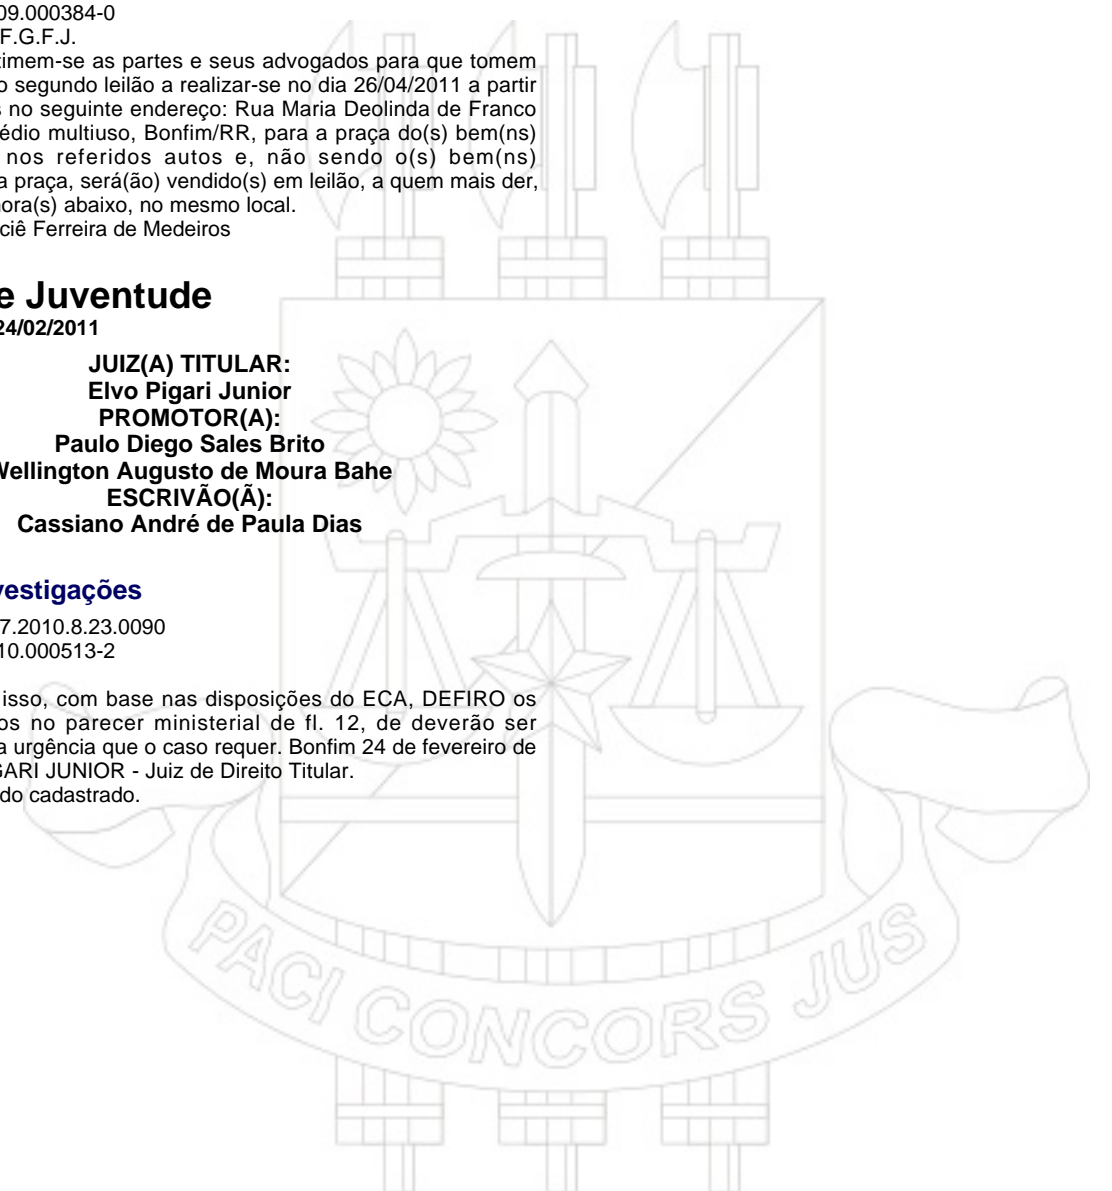 09.000384-0
F.G.F.J.
timem-se as partes e seus advogados para que tomem
o segundo leilão a realizar-se no dia 26/04/2011 a partir
s no seguinte endereço: Rua Maria Deolinda de Franco
édio multiuso, Bonfim/RR, para a praça do(s) bem(ns)
nos referidos autos e, não sendo o(s) bem(ns)
a praça, será(ão) vendido(s) em leilão, a quem mais der,
hora(s) abaixo, no mesmo local.
ciê Ferreira de Medeiros
e Juventude
24/02/2011
JUIZ(A) TITULAR:
Elvo Pigari Junior
PROMOTOR(A):
Paulo Diego Sales Brito
Wellington Augusto de Moura Bahe
ESCRIVÃO(Ã):
Cassiano André de Paula Dias
vestigações
7.2010.8.23.0090
10.000513-2
isso, com base nas disposições do ECA, DEFIRO os
os no parecer ministerial de fl. 12, de deverão ser
a urgência que o caso requer. Bonfim 24 de fevereiro de
GARI JUNIOR - Juiz de Direito Titular.
do cadastrado.
PACI CONCORS JUS